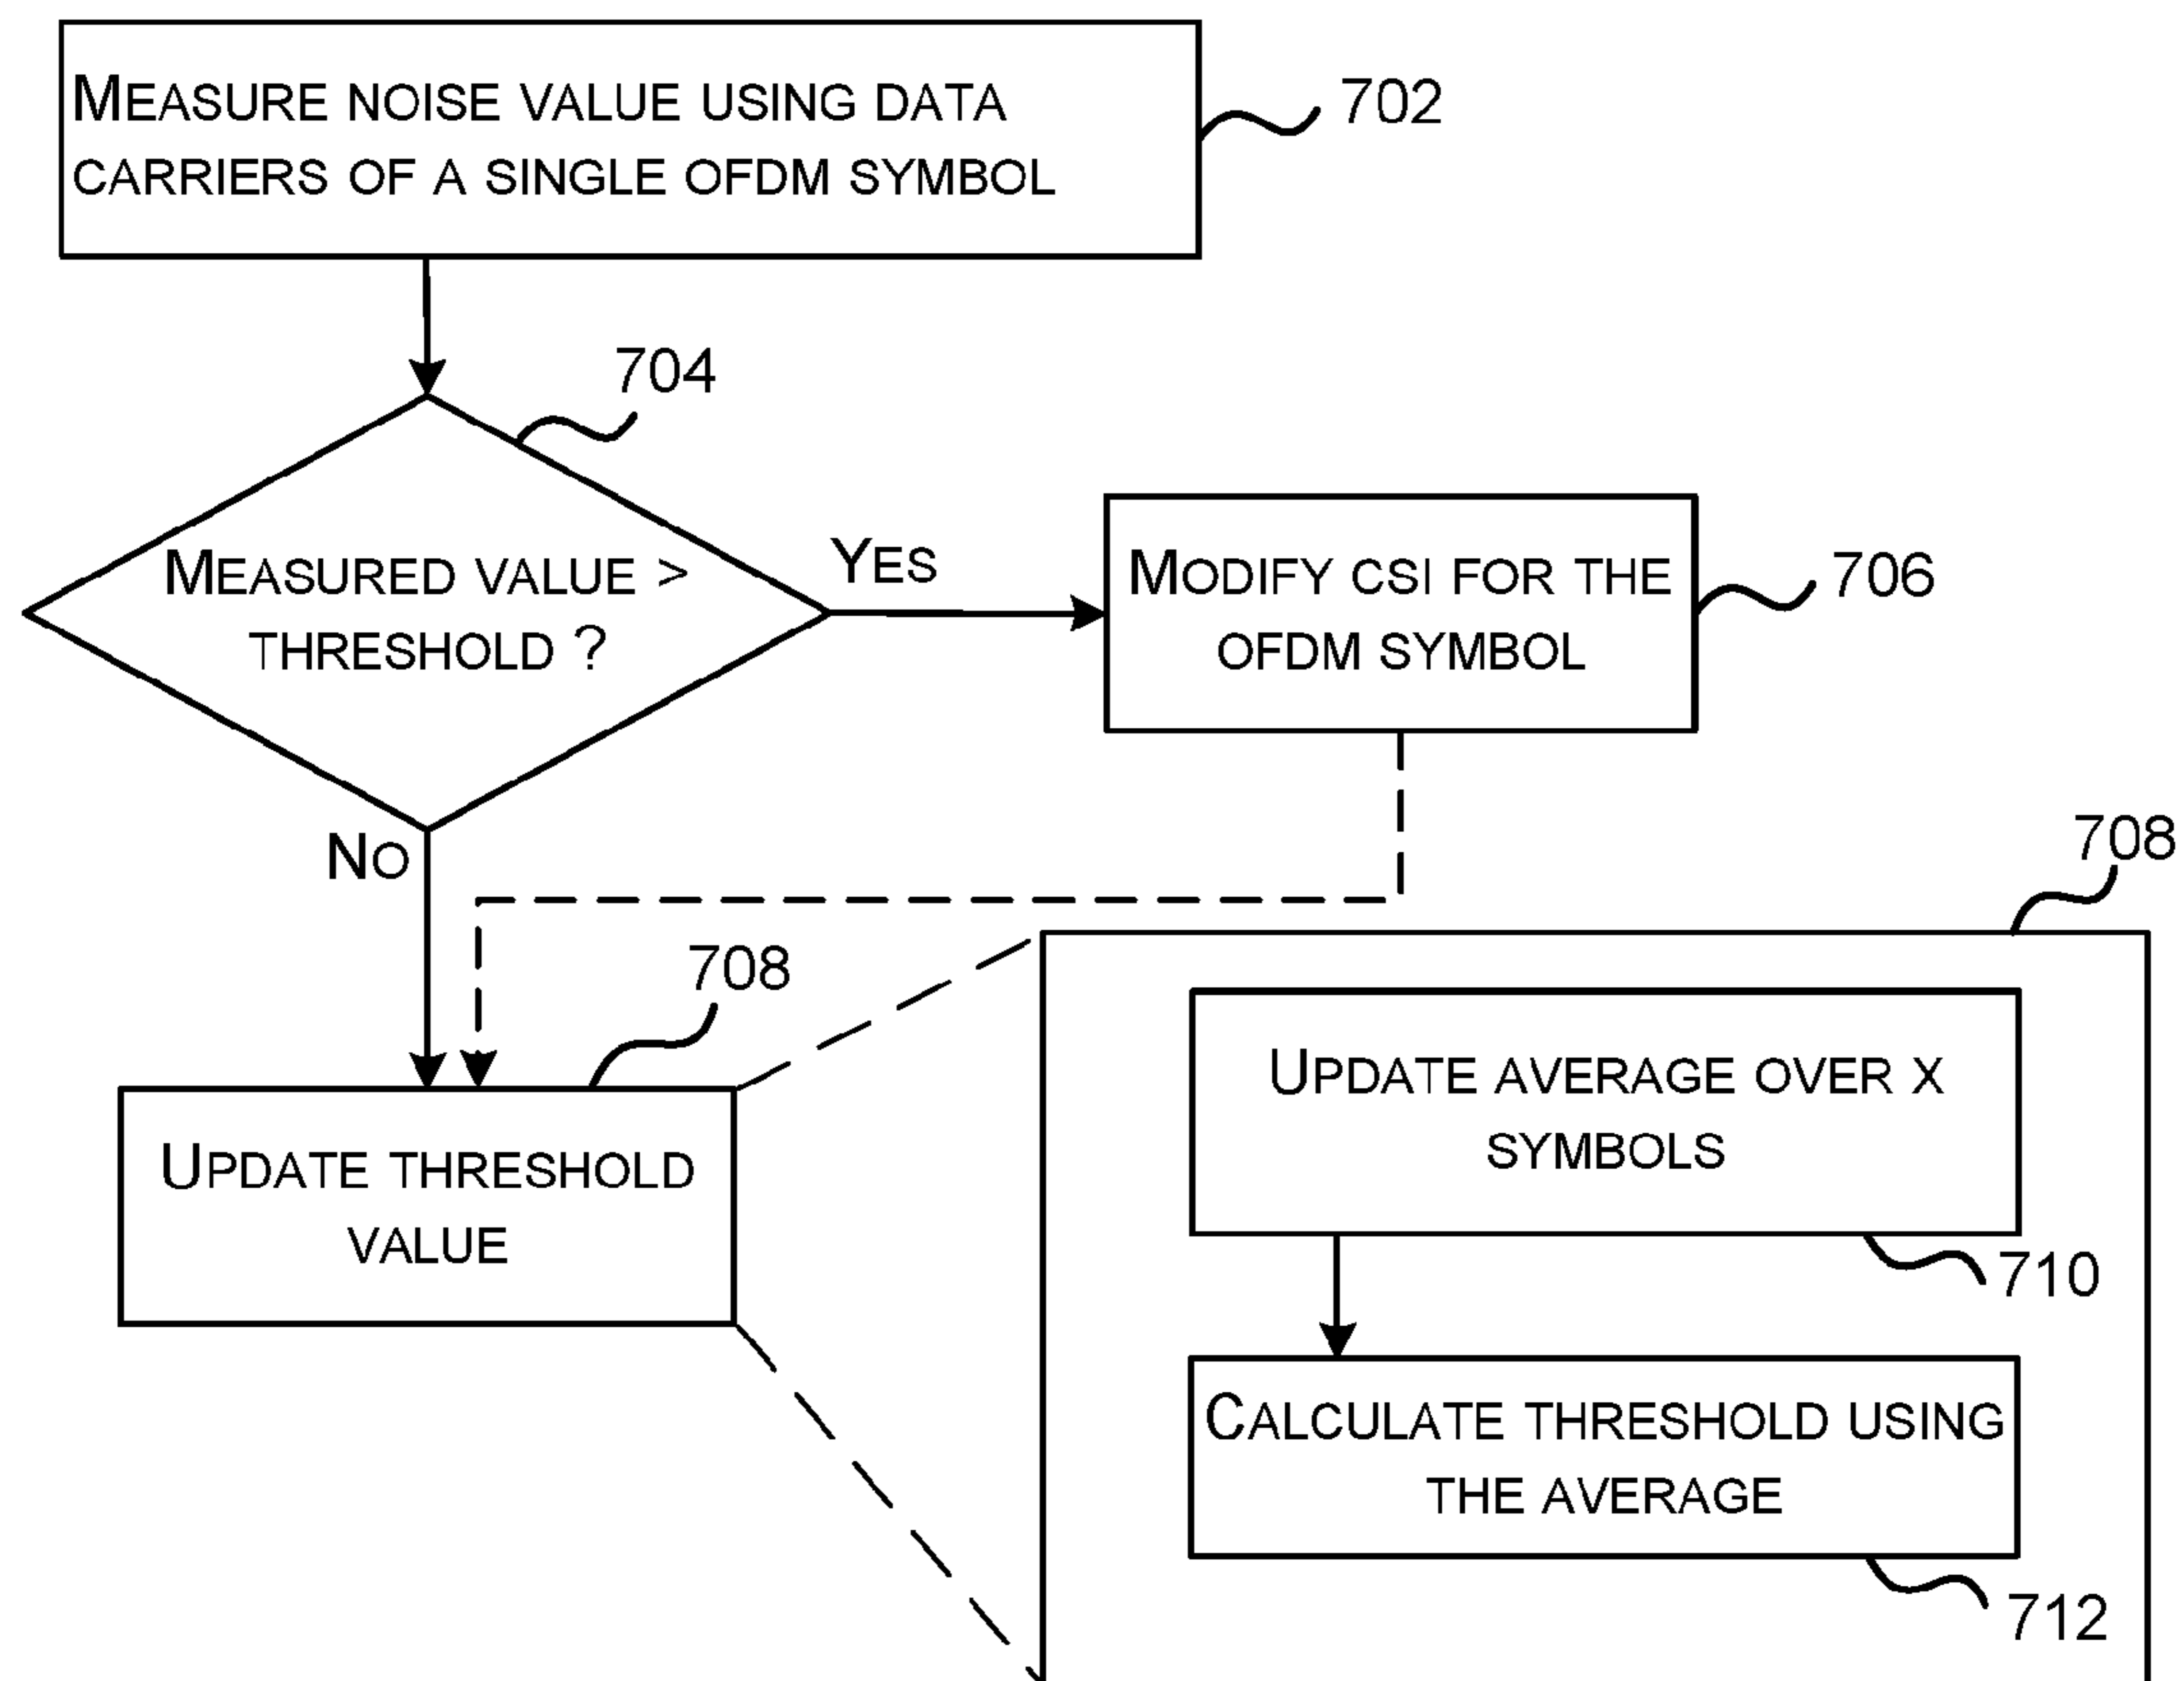 MEASURE NOISE VALUE USING DATA
CARRIERS OF A SINGLE OFDM SYMBOL
702
704
MEASURED VALUE >
THRESHOLD ?
YES
MODIFY CSI FOR THE
OFDM SYMBOL
706
NO
708
UPDATE THRESHOLD
VALUE
708
UPDATE AVERAGE OVER X
SYMBOLS
710
CALCULATE THRESHOLD USING
THE AVERAGE
712